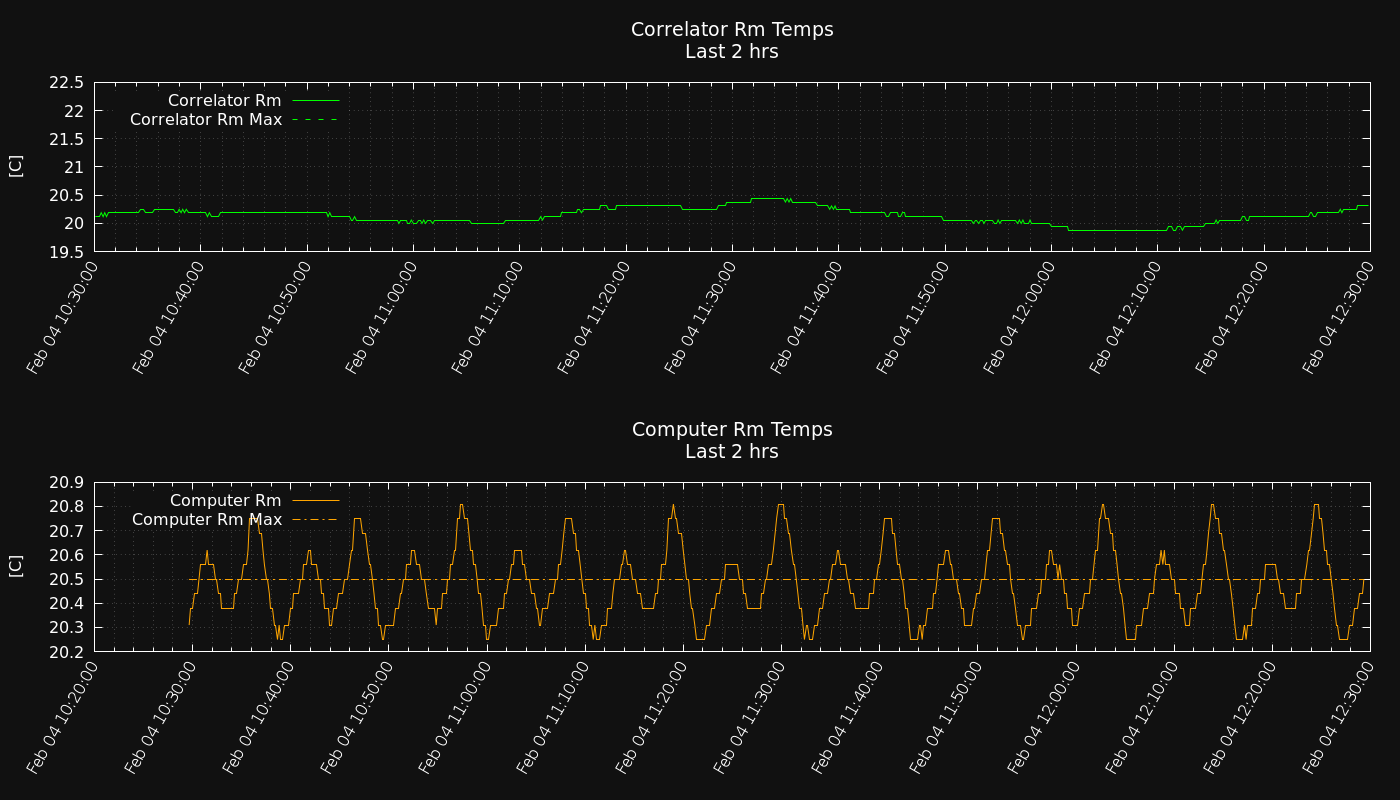 Correlator Rm Temps
Last 2 hrs
22.5
22
21.5
21
20.5
20
19.5
[C]
Correlator Rm
Correlator Rm Max
Feb 04 10:30:00
Feb 04 10:40:00
Feb 04 10:50:00
Feb 04 11:00:00
Feb 04 11:10:00
Feb 04 11:20:00
Feb 04 11:30:00
Feb 04 11:40:00
Feb 04 11:50:00
Feb 04 12:00:00
Feb 04 12:10:00
Feb 04 12:20:00
Feb 04 12:30:00
Computer Rm Temps
Last 2 hrs
20.9
20.8
20.7
20.6
20.5
20.4
20.3
20.2
[C]
Computer Rm
Computer Rm Max
Feb 04 10:20:00
Feb 04 10:30:00
Feb 04 10:40:00
Feb 04 10:50:00
Feb 04 11:00:00
Feb 04 11:10:00
Feb 04 11:20:00
Feb 04 11:30:00
Feb 04 11:40:00
Feb 04 11:50:00
Feb 04 12:00:00
Feb 04 12:10:00
Feb 04 12:20:00
Feb 04 12:30:00